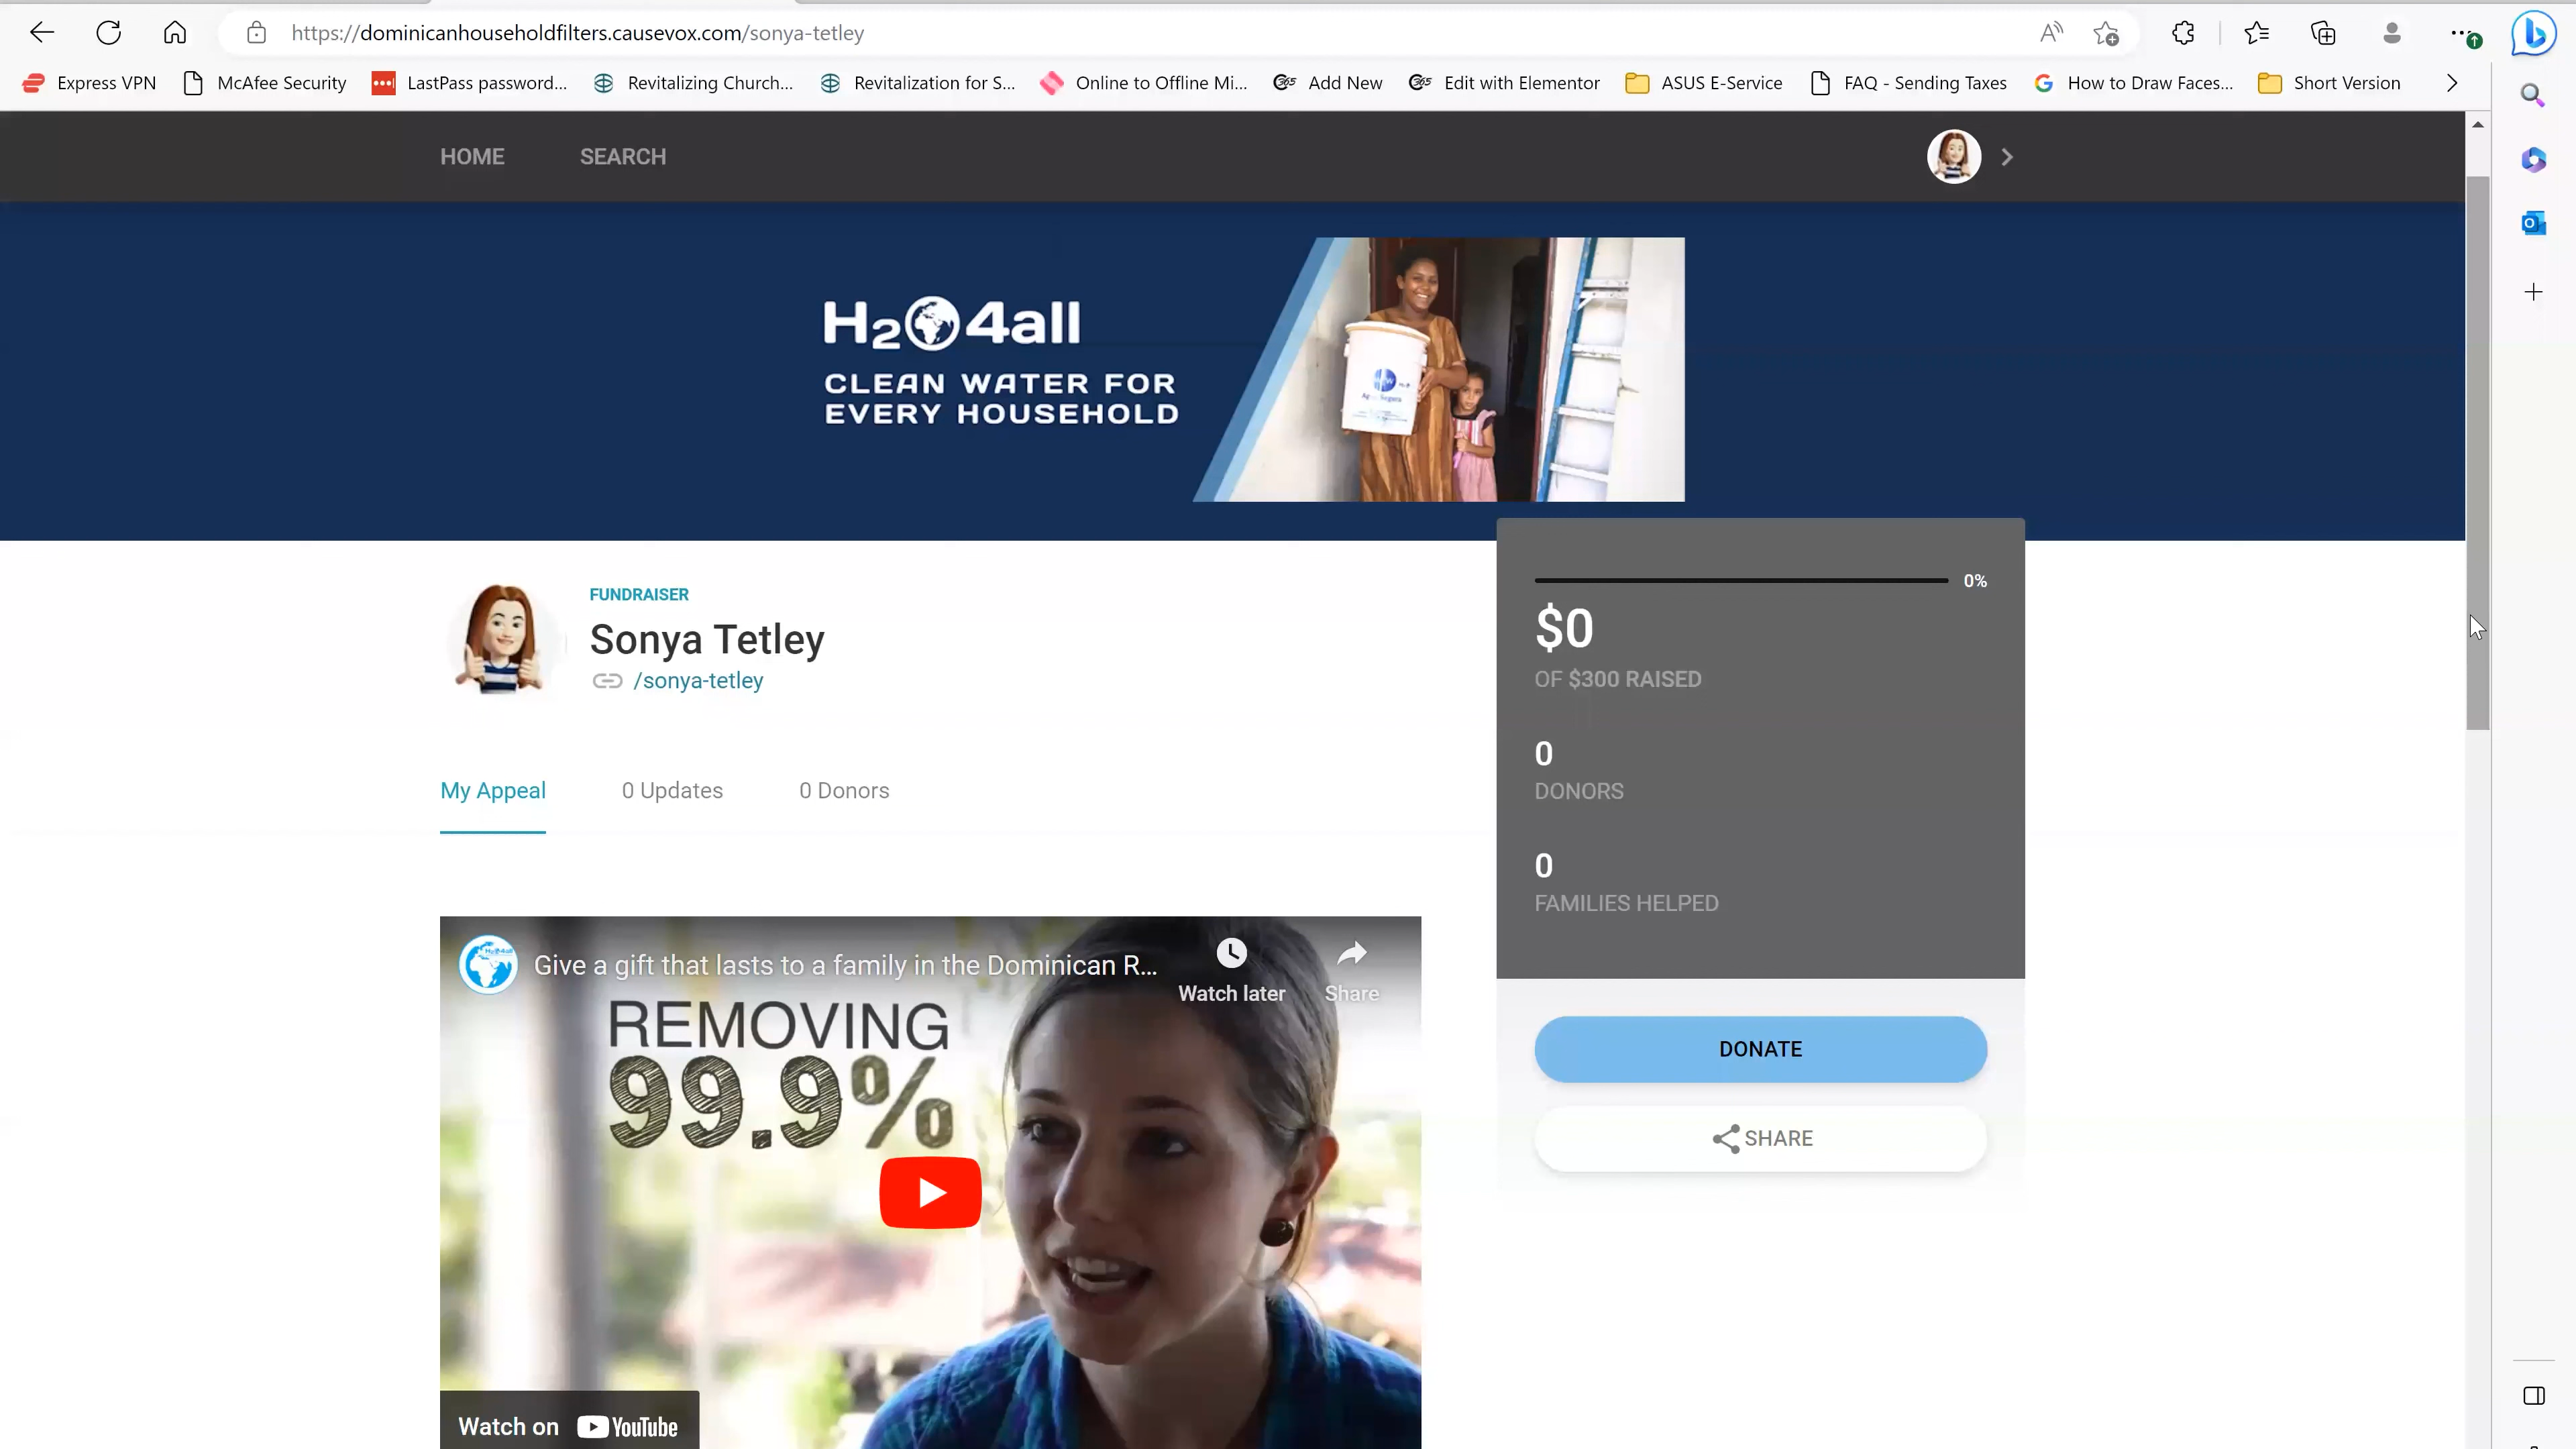 https://dominicanhouseholdfilters.causevox.com/sonya-tetley
Express VPN
McAfee Security
LastPass password...
Revitalizing Church...
Revitalization for S...
Online to Offline Mi...
Add New
Edit with Elementor
ASUS E-Service
FAQ - Sending Taxes
How to Draw Faces...
Short Version
HOME
SEARCH
H2O4all
CLEAN WATER FOR
EVERY HOUSEHOLD
FUNDRAISER
Sonya Tetley
/sonya-tetley
0%
$0
OF $300 RAISED
0
DONORS
0
FAMILIES HELPED
My Appeal
0 Updates
0 Donors
Give a gift that lasts to a family in the Dominican R...
Watch later
Share
REMOVING
99.9%
Watch on YouTube
DONATE
SHARE